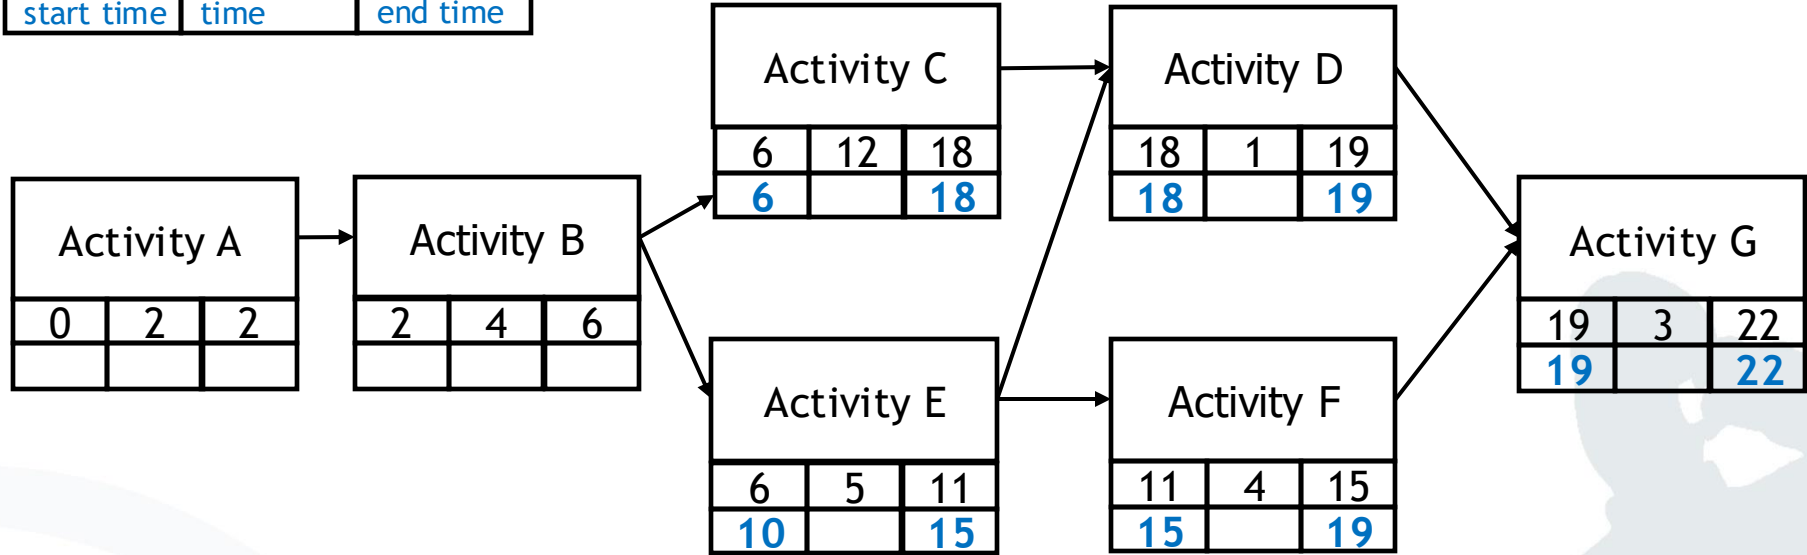 start time time end time
Activity C
6 12 18
6 18
Activity D
18 1 19
18 19
Activity A
0 2 2
Activity B
2 4 6
Activity G
19 3 22
19 22
Activity E
6 5 11
10 15
Activity F
11 4 15
15 19